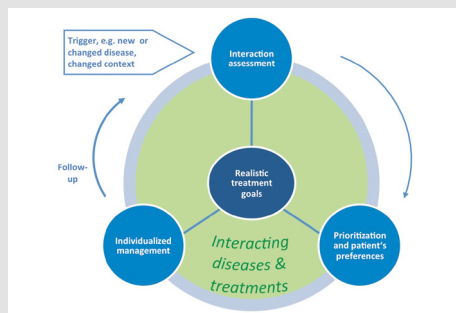 Trigger, e.g. new or
changed disease,
changed context
Interaction
assessment
Follow-
up
Realistic
treatment
goals
Individualized
management
Prioritization
and patient's
preferences
Interacting
diseases &
treatments